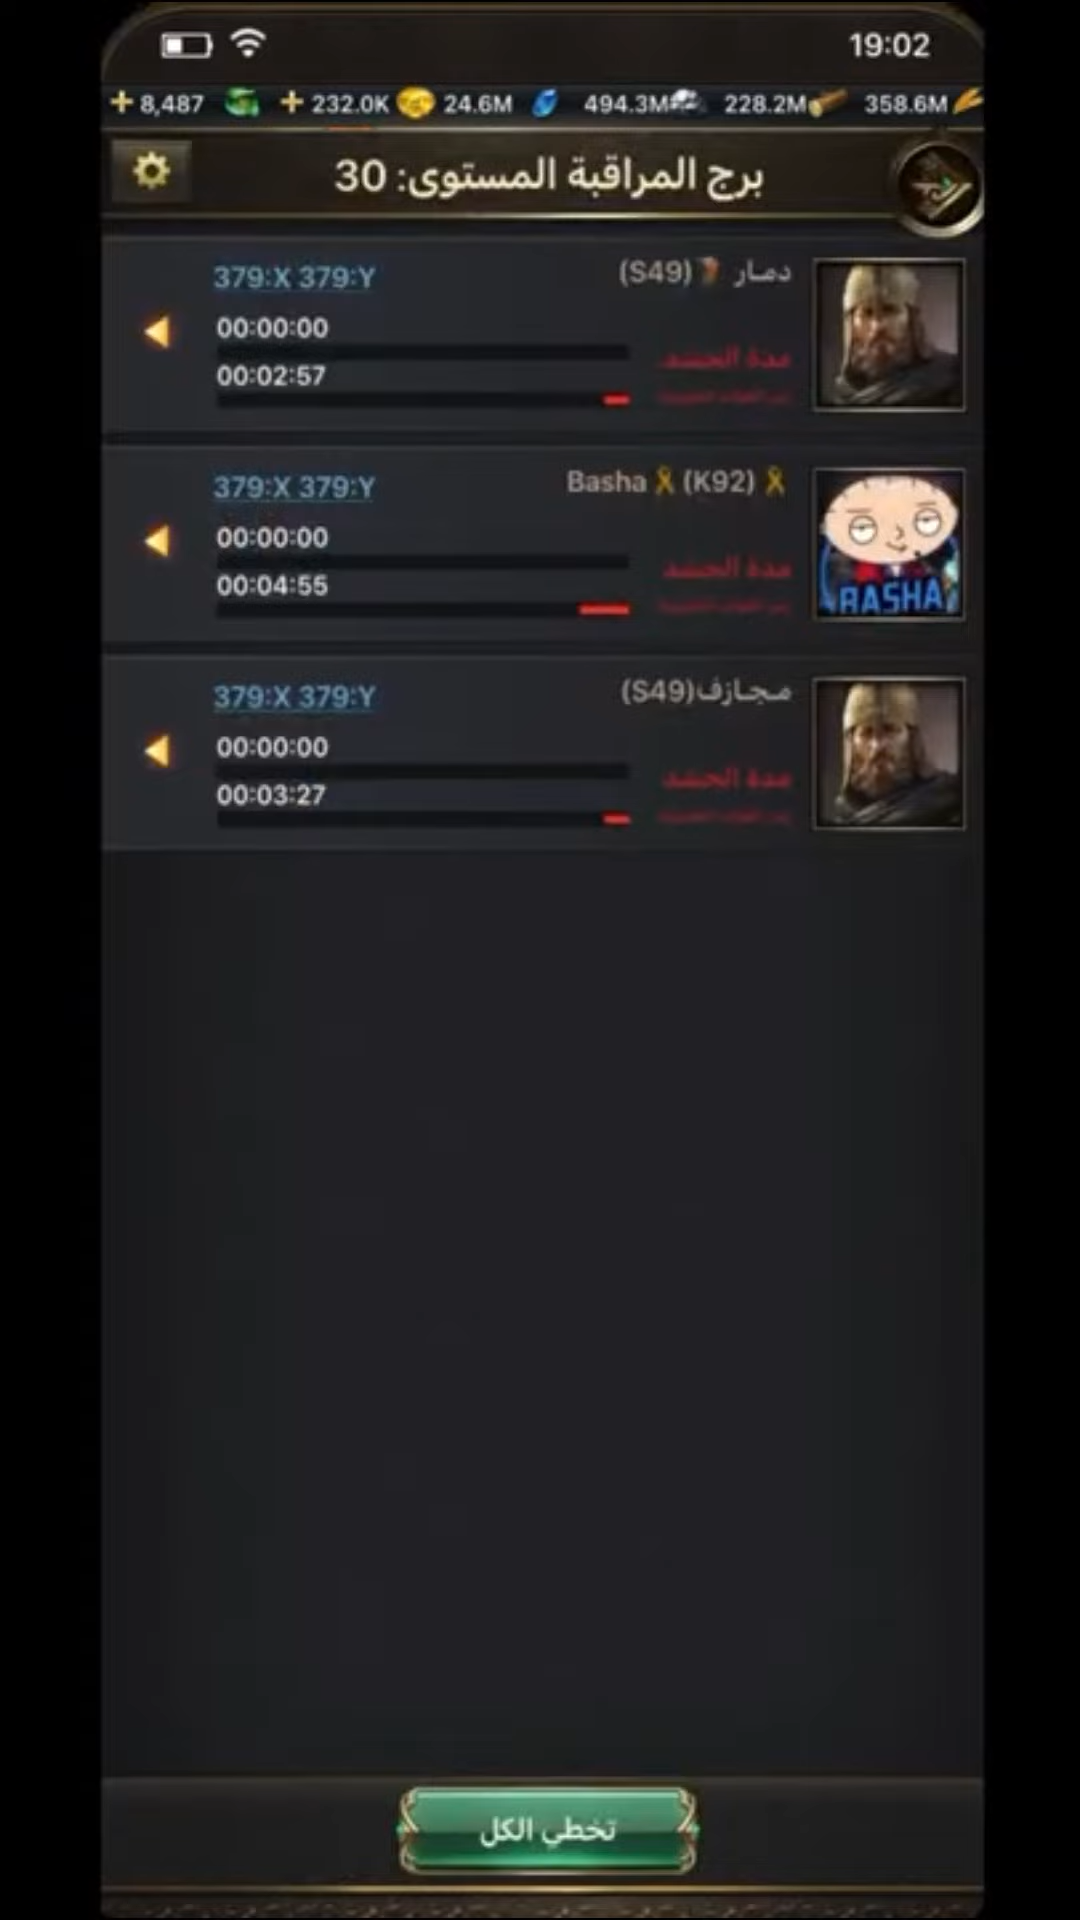 19:02
8,487 232.0K 24.6M 494.3M 228.2M 358.6M
برج المراقبة المستوى: 30
دمار (S49)
379:X 379:Y
00:00:00
مدة الحشد
00:02:57
Basha (K92)
379:X 379:Y
00:00:00
مدة الحشد
00:04:55
BASHA
مجازف(S49)
379:X 379:Y
00:00:00
مدة الحشد
00:03:27
تخطي الكل